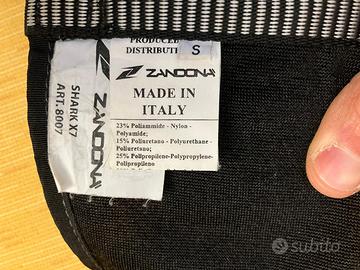 PRODUCED
DISTRIBUTI
S
ZANDONA
MADE IN
ITALY
23% Poliammide - Nylon -
Polyamide;
15% Poliuretano - Polyurethane -
Poliuretano;
25% Polipropilene-Polypropylene-
Polipropileno
ZANDONA
SHARK X7
ART. 8007
subito